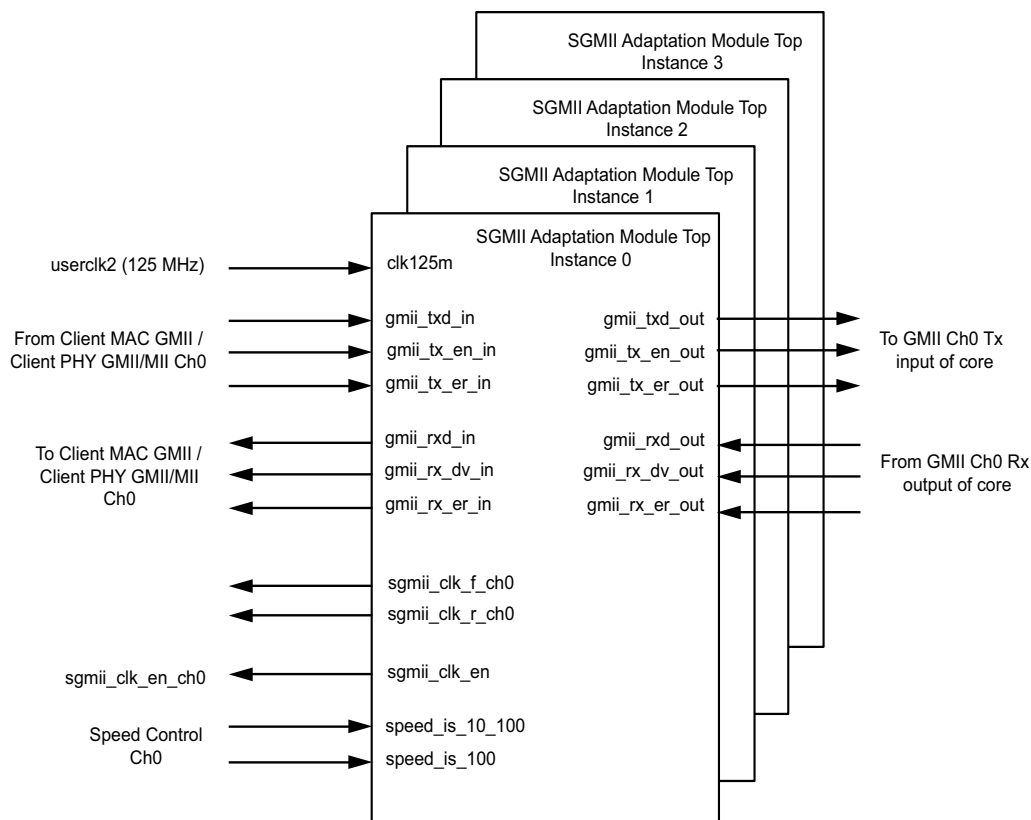 SGMII Adaptation Module Top
Instance 3
SGMII Adaptation Module Top
Instance 2
SGMII Adaptation Module Top
Instance 1
SGMII Adaptation Module Top
Instance 0
userclk2 (125 MHz)
clk125m
From Client MAC GMII /
Client PHY GMII/MII Ch0
gmii_txd_in
gmii_tx_en_in
gmii_tx_er_in
gmii_txd_out
gmii_tx_en_out
gmii_tx_er_out
To GMII Ch0 Tx
input of core
To Client MAC GMII /
Client PHY GMII/MII
Ch0
gmii_rxd_in
gmii_rx_dv_in
gmii_rx_er_in
gmii_rxd_out
gmii_rx_dv_out
gmii_rx_er_out
From GMII Ch0 Rx
output of core
sgmii_clk_f_ch0
sgmii_clk_r_ch0
sgmii_clk_en_ch0
sgmii_clk_en
Speed Control
Ch0
speed_is_10_100
speed_is_100